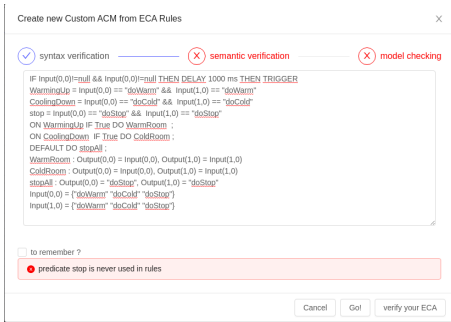 Create new Custom ACM from ECA Rules
syntax verification semantic verification model checking
IF Input(0,0)!=null && Input(0,0)!=null THEN DELAY 1000 ms THEN TRIGGER
WarmingUp = Input(0,0) == "doWarm" && Input(1,0) == "doWarm"
CoolingDown = Input(0,0) == "doCold" && Input(1,0) == "doCold"
stop = Input(0,0) == "doStop" && Input(1,0) == "doStop"
ON WarmingUp IF True DO WarmRoom ;
ON CoolingDown IF True DO ColdRoom ;
DEFAULT DO stopAll ;
WarmRoom : Output(0,0) = Input(0,0), Output(1,0) = Input(1,0)
ColdRoom : Output(0,0) = Input(0,0), Output(1,0) = Input(1,0)
stopAll : Output(0,0) = "doStop", Output(1,0) = "doStop"
Input(0,0) = {"doWarm" "doCold" "doStop"}
Input(1,0) = {"doWarm" "doCold" "doStop"}
to remember ?
predicate stop is never used in rules
Cancel Go! verify your ECA